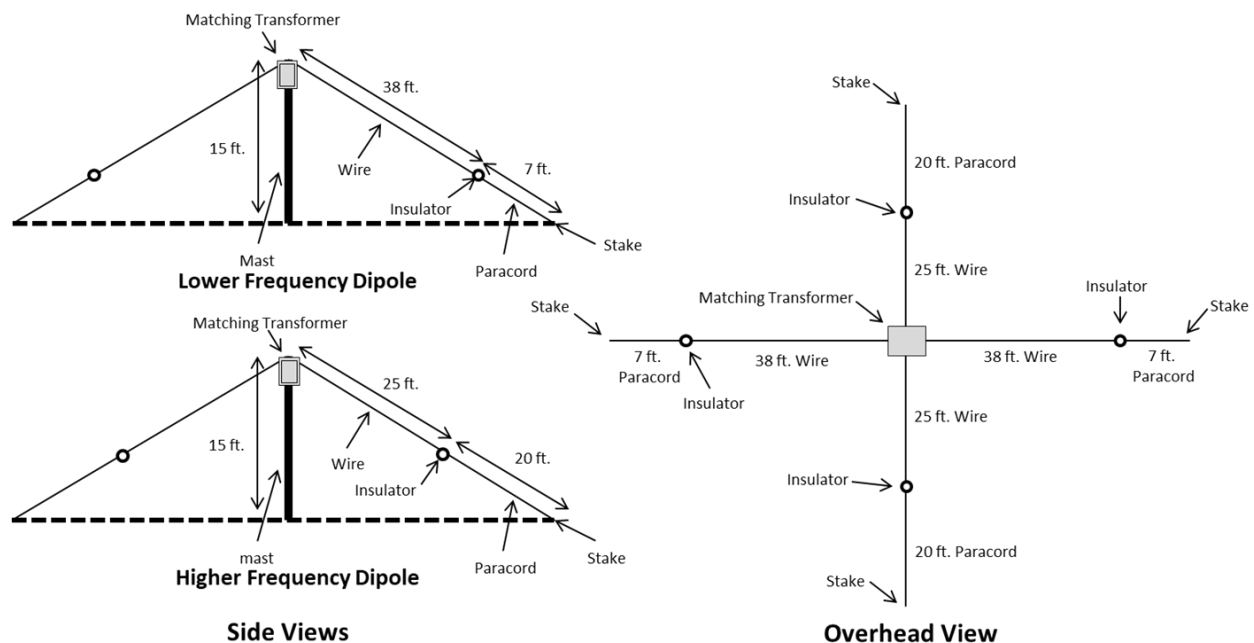 Matching Transformer
38 ft.
15 ft.
Wire
7 ft.
Insulator
Mast
Paracord
Stake
Lower Frequency Dipole
Matching Transformer
25 ft.
15 ft.
Wire
20 ft.
Insulator
mast
Paracord
Stake
Higher Frequency Dipole
Side Views
Stake
20 ft. Paracord
Insulator
25 ft. Wire
Matching Transformer
Insulator
Stake
Stake
7 ft.
Paracord
38 ft. Wire
38 ft. Wire
7 ft.
Paracord
Insulator
25 ft. Wire
Insulator
20 ft. Paracord
Stake
Overhead View